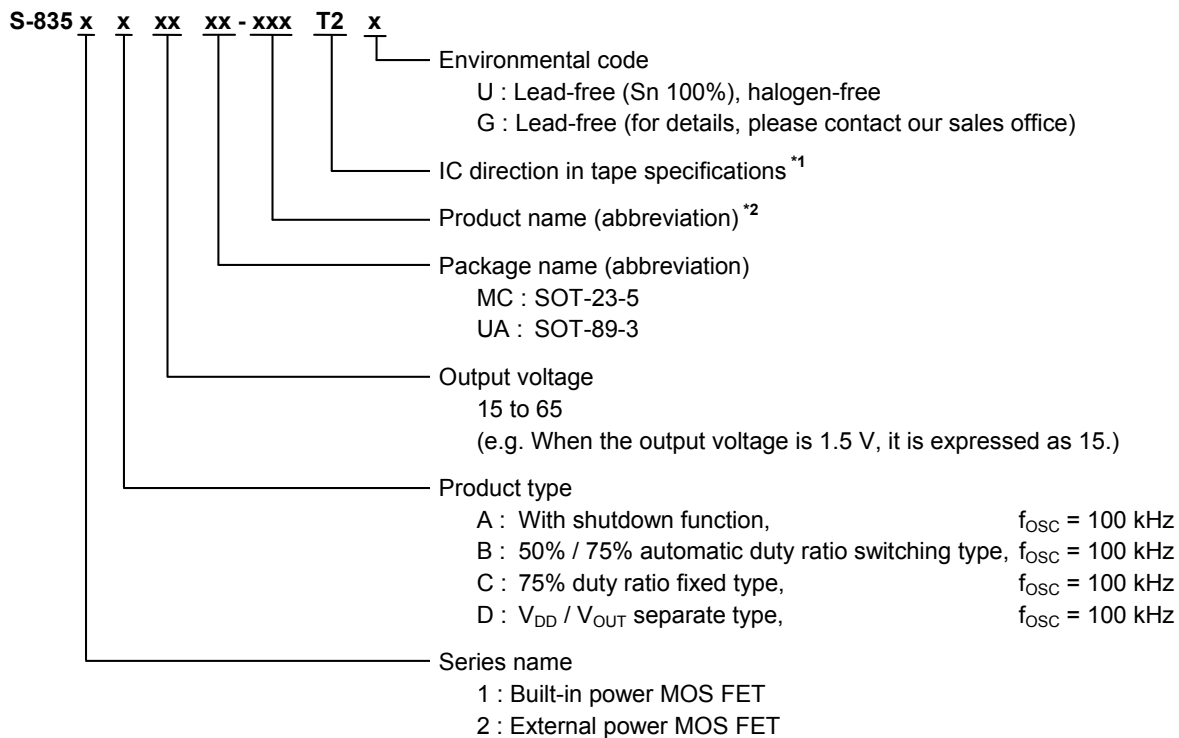 S-835 x x xx xx - xxx T2 x
Environmental code
U : Lead-free (Sn 100%), halogen-free
G : Lead-free (for details, please contact our sales office)
IC direction in tape specifications *1
Product name (abbreviation) *2
Package name (abbreviation)
MC : SOT-23-5
UA : SOT-89-3
Output voltage
15 to 65
(e.g. When the output voltage is 1.5 V, it is expressed as 15.)
Product type
A : With shutdown function, fOSC = 100 kHz
B : 50% / 75% automatic duty ratio switching type, fOSC = 100 kHz
C : 75% duty ratio fixed type, fOSC = 100 kHz
D : VDD / VOUT separate type, fOSC = 100 kHz
Series name
1 : Built-in power MOS FET
2 : External power MOS FET